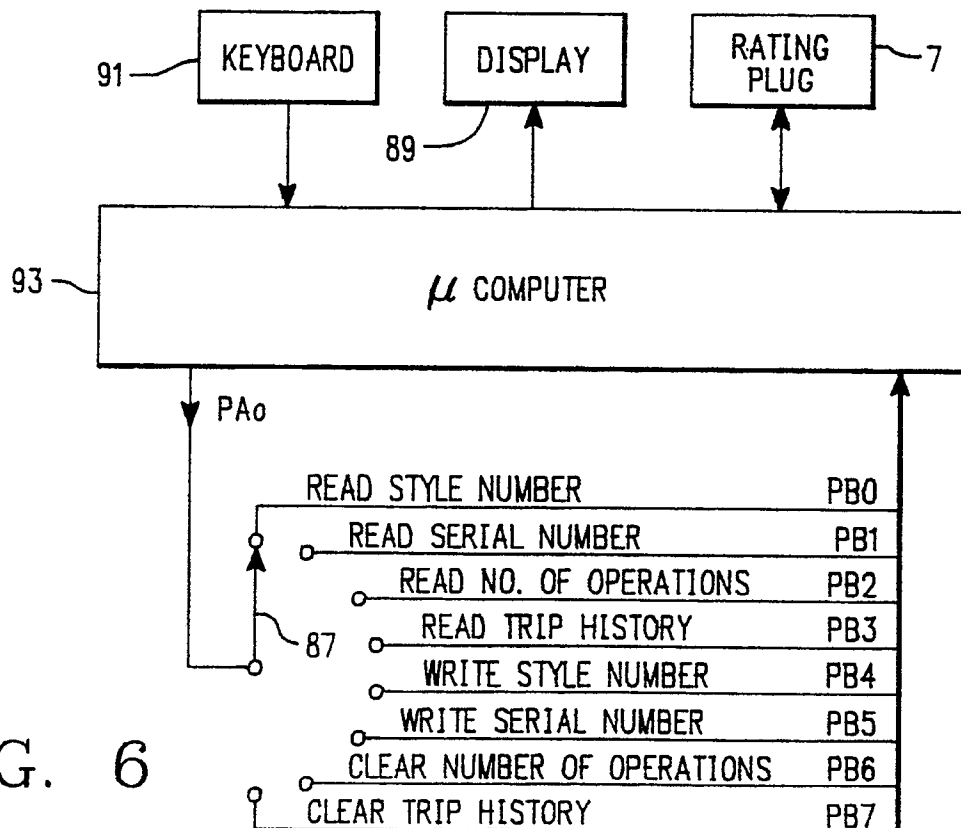 91 KEYBOARD
DISPLAY
89
RATING
PLUG
7
93
μ COMPUTER
PAo
READ STYLE NUMBER PB0
READ SERIAL NUMBER PB1
READ NO. OF OPERATIONS PB2
READ TRIP HISTORY PB3
87
WRITE STYLE NUMBER PB4
WRITE SERIAL NUMBER PB5
CLEAR NUMBER OF OPERATIONS PB6
CLEAR TRIP HISTORY PB7
G. 6